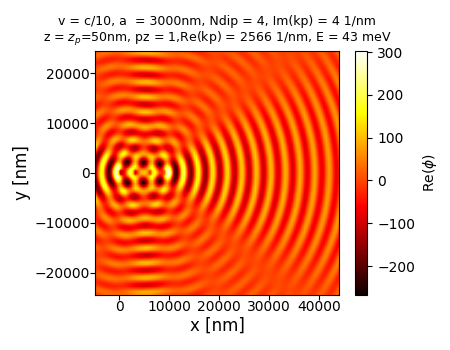 v = c/10, a  = 3000nm, Ndip = 4, Im(kp) = 4 1/nm
z = z_p=50nm, pz = 1,Re(kp) = 2566 1/nm, E = 43 meV
20000
10000
0
−10000
−20000
y [nm]
0 10000 20000 30000 40000
x [nm]
300
200
100
0
−100
−200
Re(ϕ)